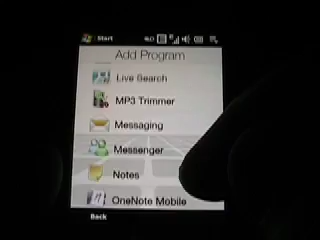 Start
Add Program
Live Search
MP3 Trimmer
Messaging
Messenger
Notes
OneNote Mobile
Back